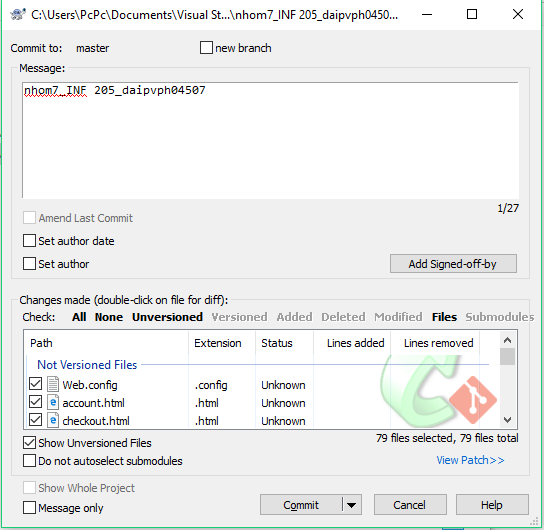 C:\Users\PcPc\Documents\Visual St...\nhom7_INF 205_daipvph0450...
Commit to: master new branch
Message:
nhom7_INF 205_daipvph04507
1/27
Amend Last Commit
Set author date
Set author Add Signed-off-by
Changes made (double-click on file for diff):
Check: All None Unversioned Versioned Added Deleted Modified Files Submodules
Path Extension Status Lines added Lines removed
Not Versioned Files
Web.config .config Unknown
account.html .html Unknown
checkout.html .html Unknown
Show Unversioned Files 79 files selected, 79 files total
Do not autoselect submodules View Patch>>
Show Whole Project
Message only Commit Cancel Help